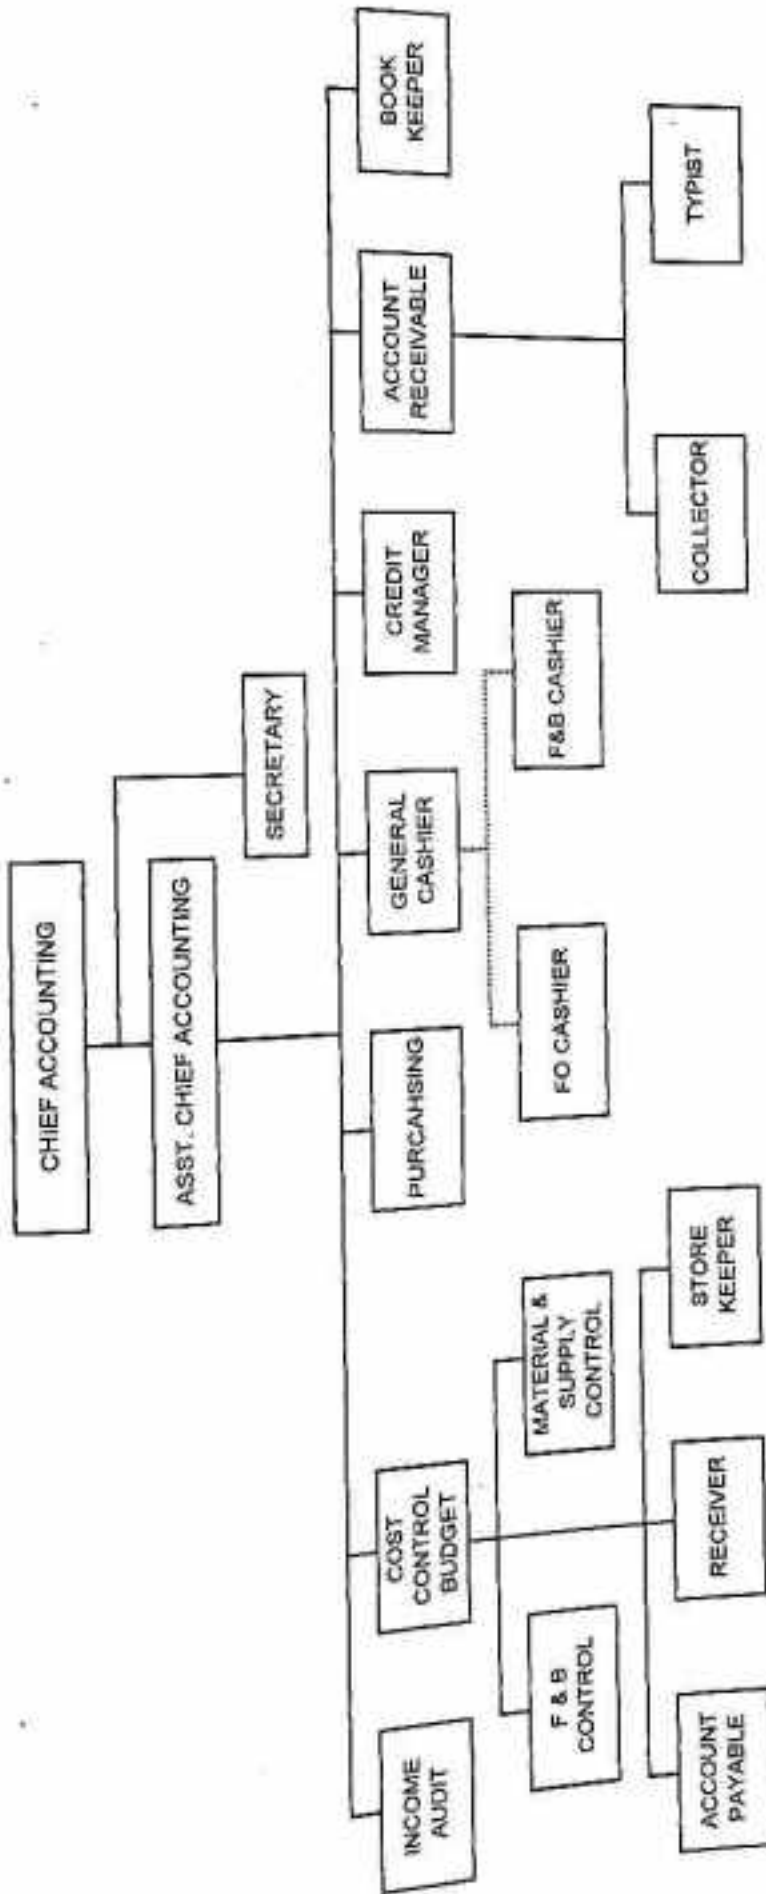 CHIEF ACCOUNTING
ASST. CHIEF ACCOUNTING
SECRETARY
INCOME
AUDIT
COST
CONTROL
BUDGET
PURCAHSING
GENERAL
CASHIER
CREDIT
MANAGER
ACCOUNT
RECEIVABLE
BOOK
KEEPER
F & B
CONTROL
MATERIAL &
SUPPLY
CONTROL
FO CASHIER
F&B CASHIER
ACCOUNT
PAYABLE
RECEIVER
STORE
KEEPER
COLLECTOR
TYPIST